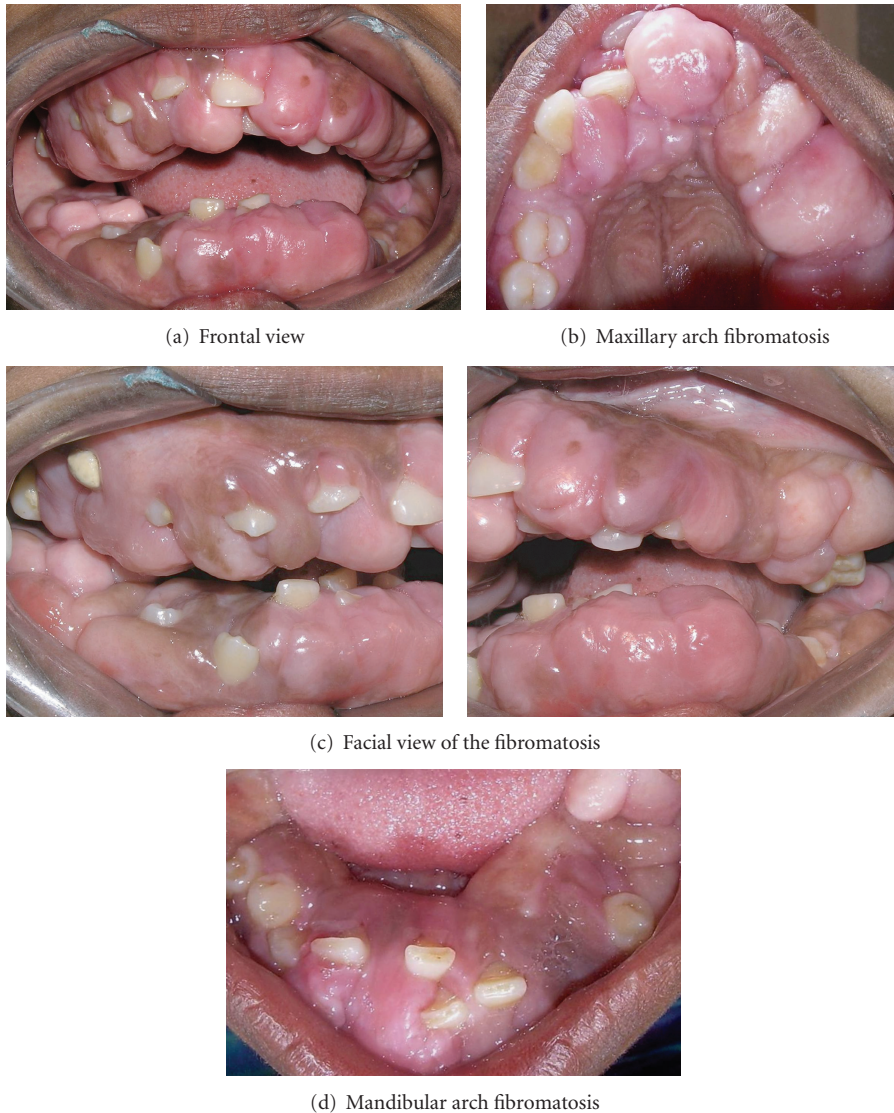 (a) Frontal view
(b) Maxillary arch fibromatosis
(c) Facial view of the fibromatosis
(d) Mandibular arch fibromatosis